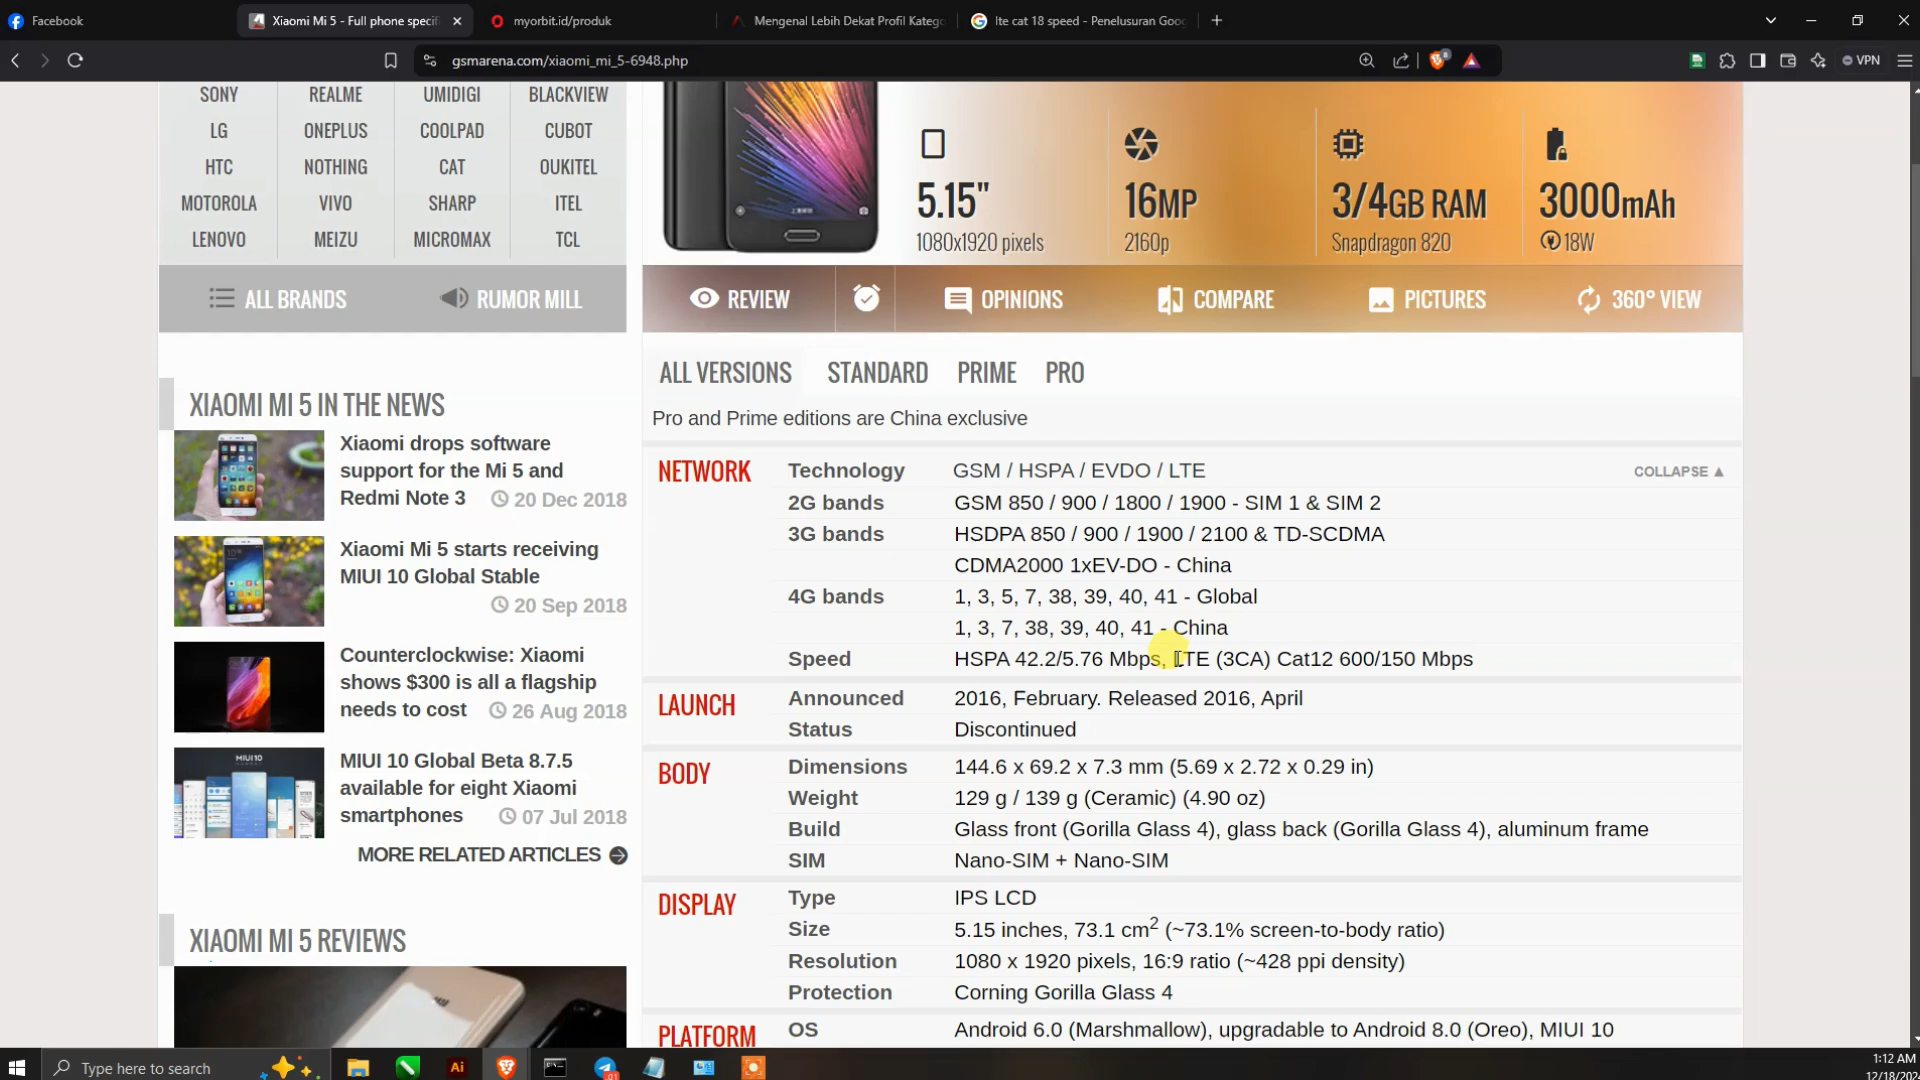 Facebook
Xiaomi Mi 5 - Full phone specifi
myorbit.id/produk
Mengenal Lebih Dekat Profil Katego
lte cat 18 speed - Penelusuran Goo
gsmarena.com/xiaomi_mi_5-6948.php
VPN
SONY REALME UMIDIGI BLACKVIEW
LG ONEPLUS COOLPAD CUBOT
HTC NOTHING CAT OUKITEL
MOTOROLA VIVO SHARP ITEL
LENOVO MEIZU MICROMAX TCL
ALL BRANDS RUMOR MILL
5.15" 16MP 3/4GB RAM 3000mAh
1080x1920 pixels 2160p Snapdragon 820 18W
REVIEW OPINIONS COMPARE PICTURES 360° VIEW
ALL VERSIONS STANDARD PRIME PRO
Pro and Prime editions are China exclusive
XIAOMI MI 5 IN THE NEWS
Xiaomi drops software
support for the Mi 5 and
Redmi Note 3 20 Dec 2018
Xiaomi Mi 5 starts receiving
MIUI 10 Global Stable
20 Sep 2018
Counterclockwise: Xiaomi
shows $300 is all a flagship
needs to cost 26 Aug 2018
MIUI10
MIUI 10 Global Beta 8.7.5
available for eight Xiaomi
smartphones 07 Jul 2018
MORE RELATED ARTICLES
XIAOMI MI 5 REVIEWS
NETWORK Technology GSM / HSPA / EVDO / LTE COLLAPSE ▲
2G bands GSM 850 / 900 / 1800 / 1900 - SIM 1 & SIM 2
3G bands HSDPA 850 / 900 / 1900 / 2100 & TD-SCDMA
CDMA2000 1xEV-DO - China
4G bands 1, 3, 5, 7, 38, 39, 40, 41 - Global
1, 3, 7, 38, 39, 40, 41 - China
Speed HSPA 42.2/5.76 Mbps, LTE (3CA) Cat12 600/150 Mbps
LAUNCH Announced 2016, February. Released 2016, April
Status Discontinued
BODY Dimensions 144.6 x 69.2 x 7.3 mm (5.69 x 2.72 x 0.29 in)
Weight 129 g / 139 g (Ceramic) (4.90 oz)
Build Glass front (Gorilla Glass 4), glass back (Gorilla Glass 4), aluminum frame
SIM Nano-SIM + Nano-SIM
DISPLAY Type IPS LCD
Size 5.15 inches, 73.1 cm2 (~73.1% screen-to-body ratio)
Resolution 1080 x 1920 pixels, 16:9 ratio (~428 ppi density)
Protection Corning Gorilla Glass 4
PLATFORM OS Android 6.0 (Marshmallow), upgradable to Android 8.0 (Oreo), MIUI 10
Type here to search
Ai
1:12 AM